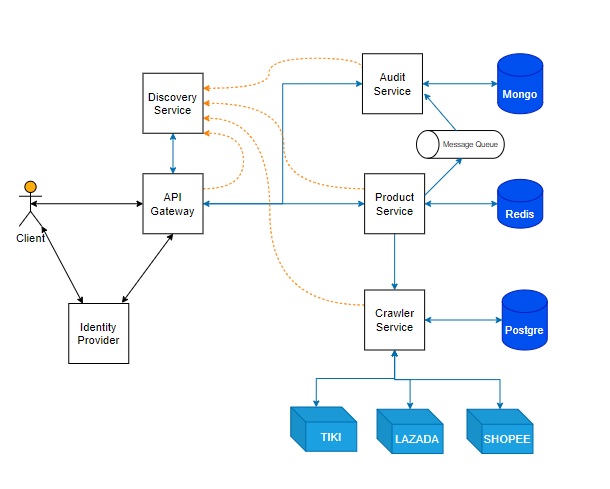 Audit
Service
Mongo
Discovery
Service
Message Queue
API
Gateway
Product
Service
Redis
Client
Identity
Provider
Crawler
Service
Postgre
TIKI
LAZADA
SHOPEE